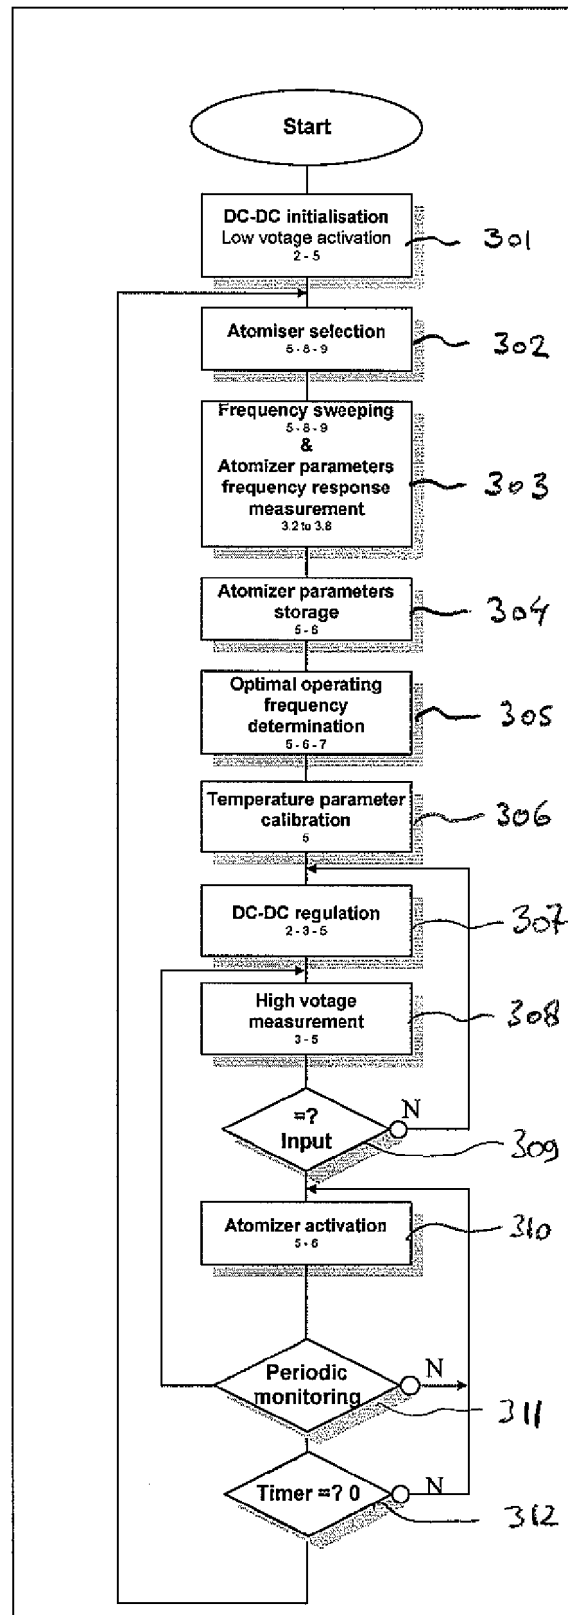 Start
DC-DC initialisation
Low votage activation
2 - 5
301
Atomiser selection
5 - 8 - 9
302
Frequency sweeping
5 - 8 - 9
&
Atomizer parameters
frequency response
measurement
3.2 to 3.8
303
Atomizer parameters
storage
5 - 6
304
Optimal operating
frequency
determination
5 - 6 - 7
305
Temperature parameter
calibration
5
306
DC-DC regulation
2 - 3 - 5
307
High votage
measurement
3 - 5
308
=?
Input
N
309
Atomizer activation
5 - 6
310
Periodic
monitoring
N
311
Timer =? 0
N
312